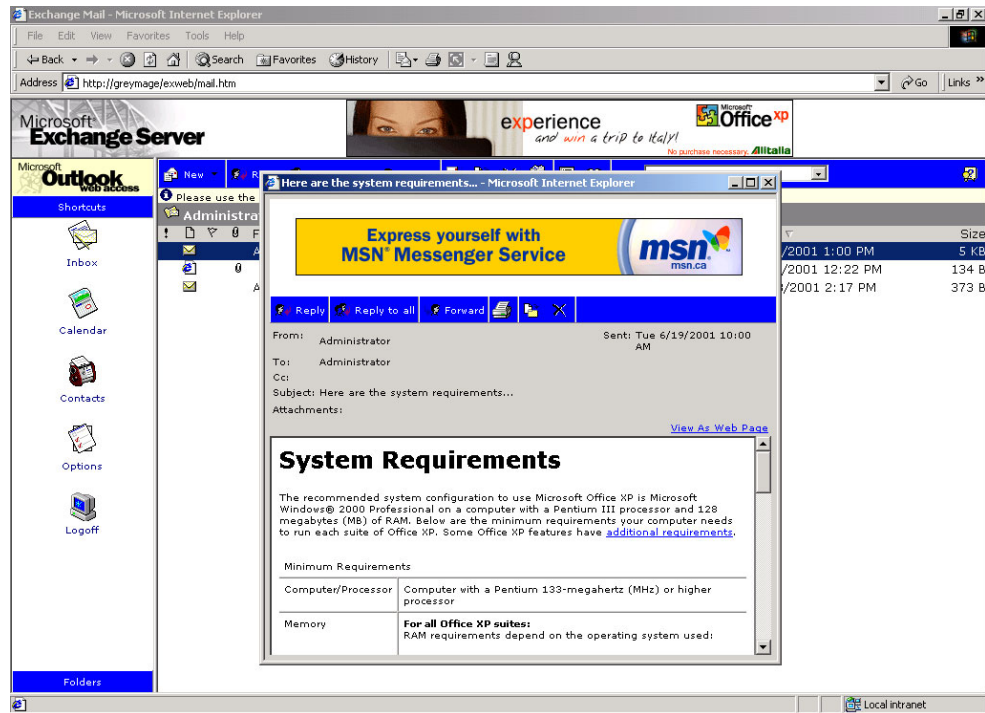 Exchange Mail - Microsoft Internet Explorer
File Edit View Favorites Tools Help
Back Search Favorites History
Address http://greymage/exweb/mail.htm Go Links »
Microsoft
Exchange Server
experience
and win a trip to Italy!
No purchase necessary.
Microsoft
Office xp
Alitalia
Microsoft
Outlook
web access
Shortcuts
Inbox
Calendar
Contacts
Options
Logoff
Folders
New R
Please use the
Administra
! F Size
/2001 1:00 PM 5 KB
/2001 12:22 PM 134 B
/2001 2:17 PM 373 B
Here are the system requirements... - Microsoft Internet Explorer
Express yourself with
MSN® Messenger Service
msn
msn.ca
Reply Reply to all Forward
From: Administrator Sent: Tue 6/19/2001 10:00
AM
To: Administrator
Cc:
Subject: Here are the system requirements...
Attachments:
View As Web Page
System Requirements
The recommended system configuration to use Microsoft Office XP is Microsoft
Windows® 2000 Professional on a computer with a Pentium III processor and 128
megabytes (MB) of RAM. Below are the minimum requirements your computer needs
to run each suite of Office XP. Some Office XP features have additional requirements.
Minimum Requirements
Computer/Processor Computer with a Pentium 133-megahertz (MHz) or higher
processor
Memory For all Office XP suites:
RAM requirements depend on the operating system used:
Local intranet